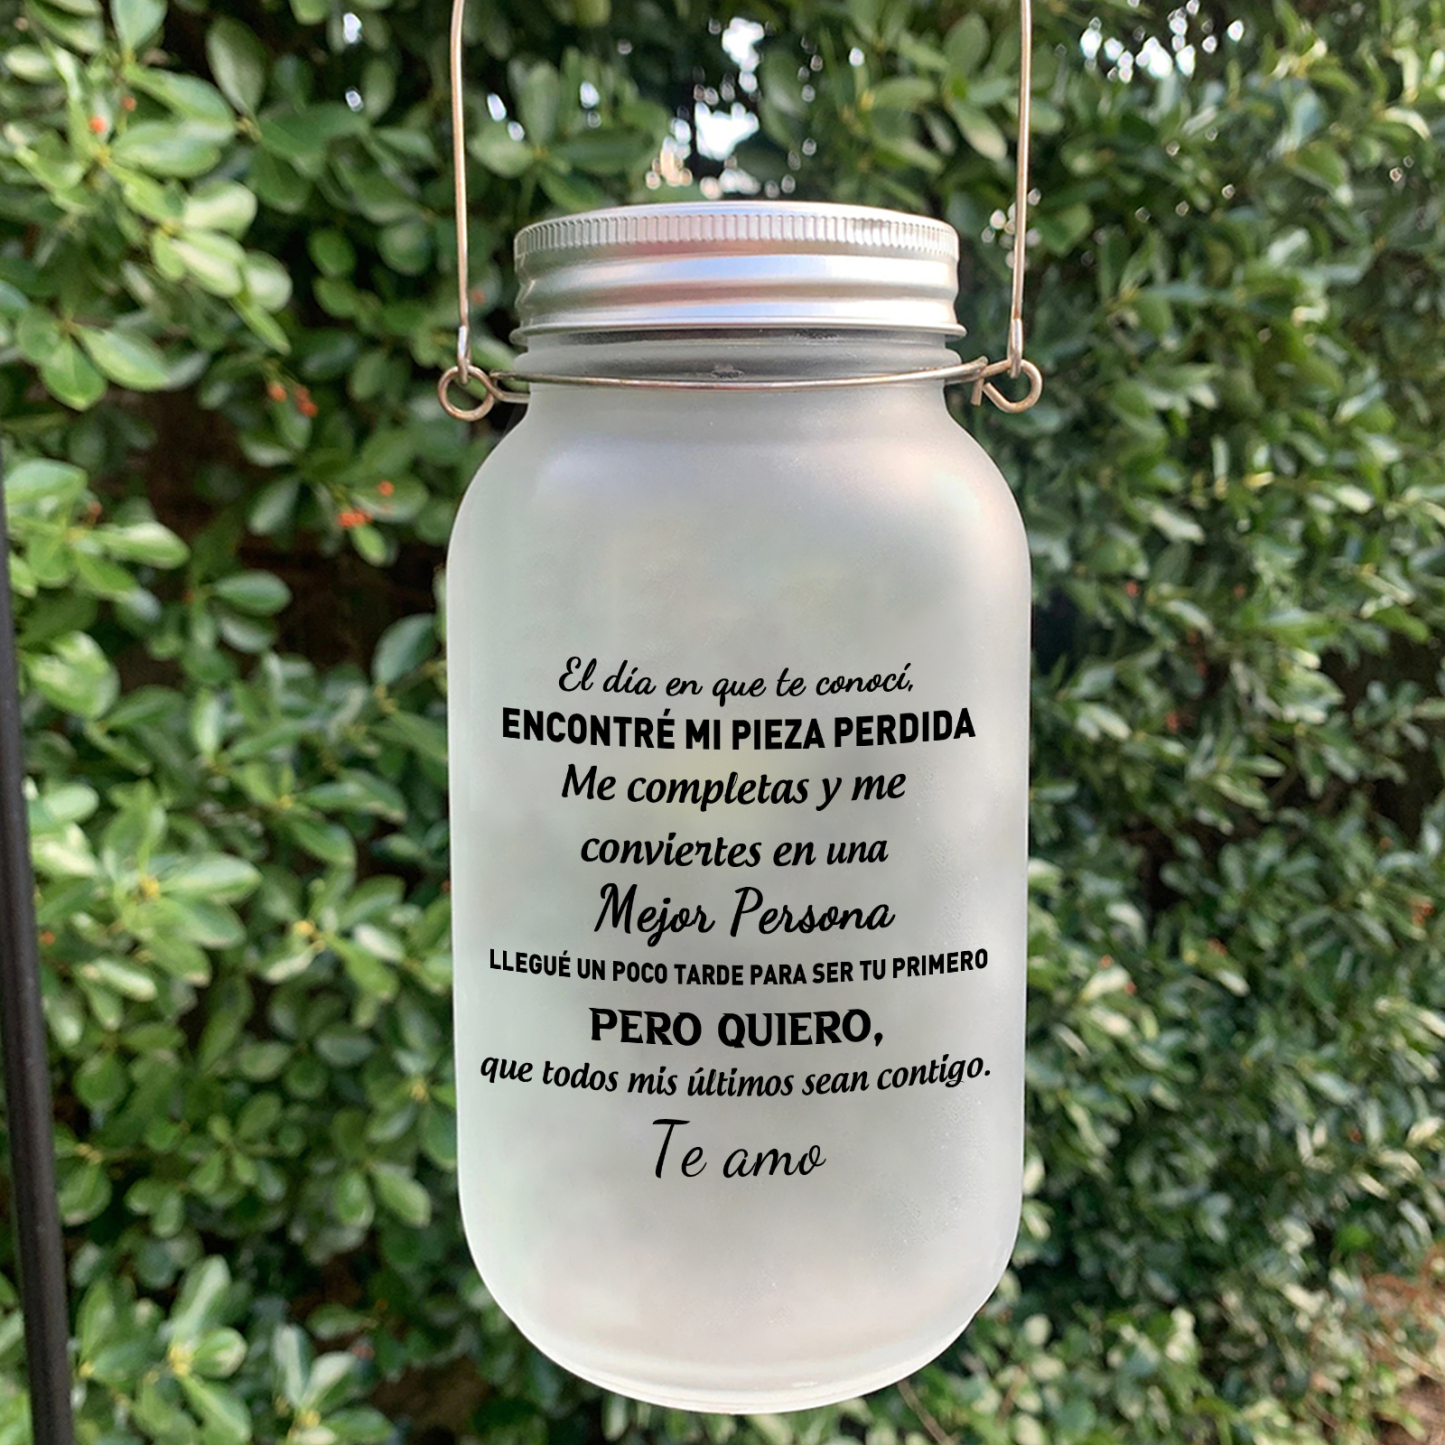 El día en que te conocí,
ENCONTRÉ MI PIEZA PERDIDA
Me completas y me
conviertes en una
Mejor Persona
LLEGUÉ UN POCO TARDE PARA SER TU PRIMERO
PERO QUIERO,
que todos mis últimos sean contigo.
Te amo